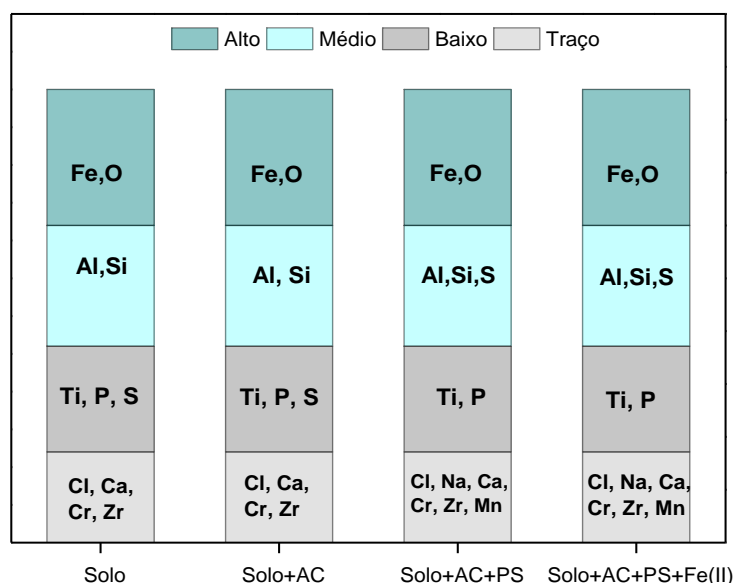 Alto Médio Baixo Traço
Fe,O Fe,O Fe,O Fe,O
Al,Si Al, Si Al,Si,S Al,Si,S
Ti, P, S Ti, P, S Ti, P Ti, P
Cl, Ca, Cl, Ca, Cl, Na, Ca, Cl, Na, Ca,
Cr, Zr Cr, Zr Cr, Zr, Mn Cr, Zr, Mn
Solo Solo+AC Solo+AC+PS Solo+AC+PS+Fe(II)